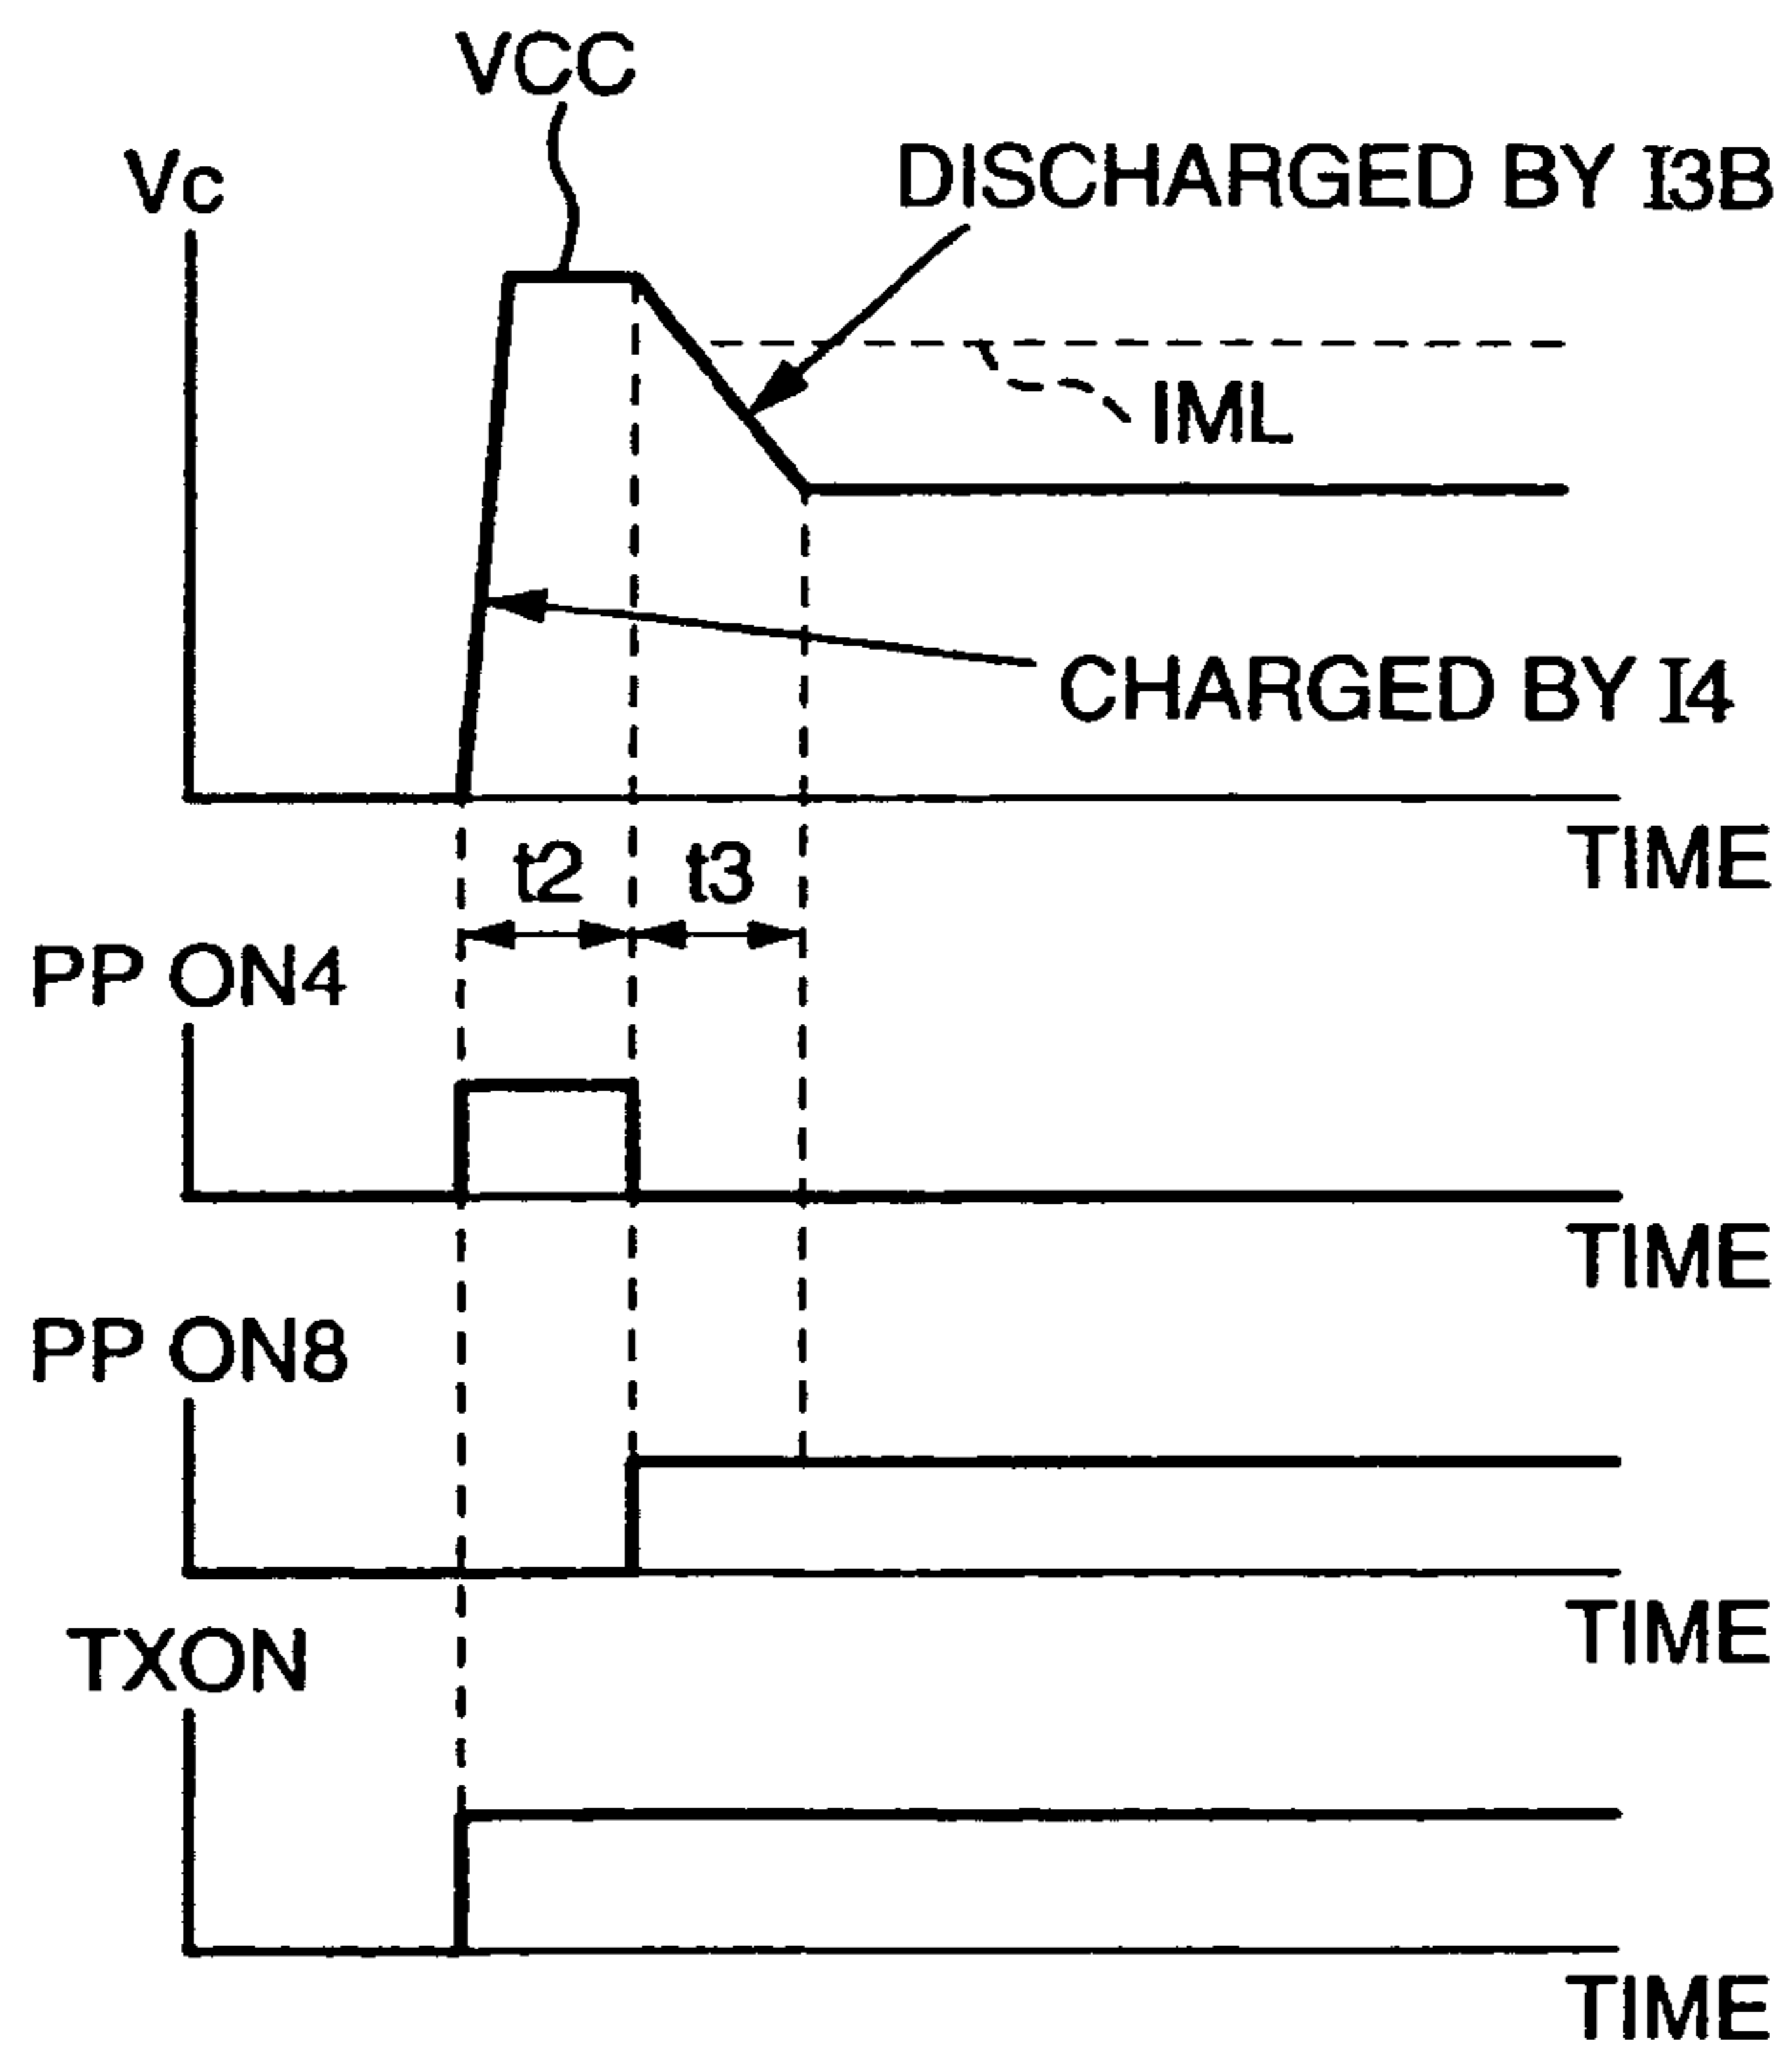 VCC
Vc
DISCHARGED BY I3B
IML
CHARGED BY I4
TIME
t2
t3
PP ON4
TIME
PP ON8
TIME
TXON
TIME